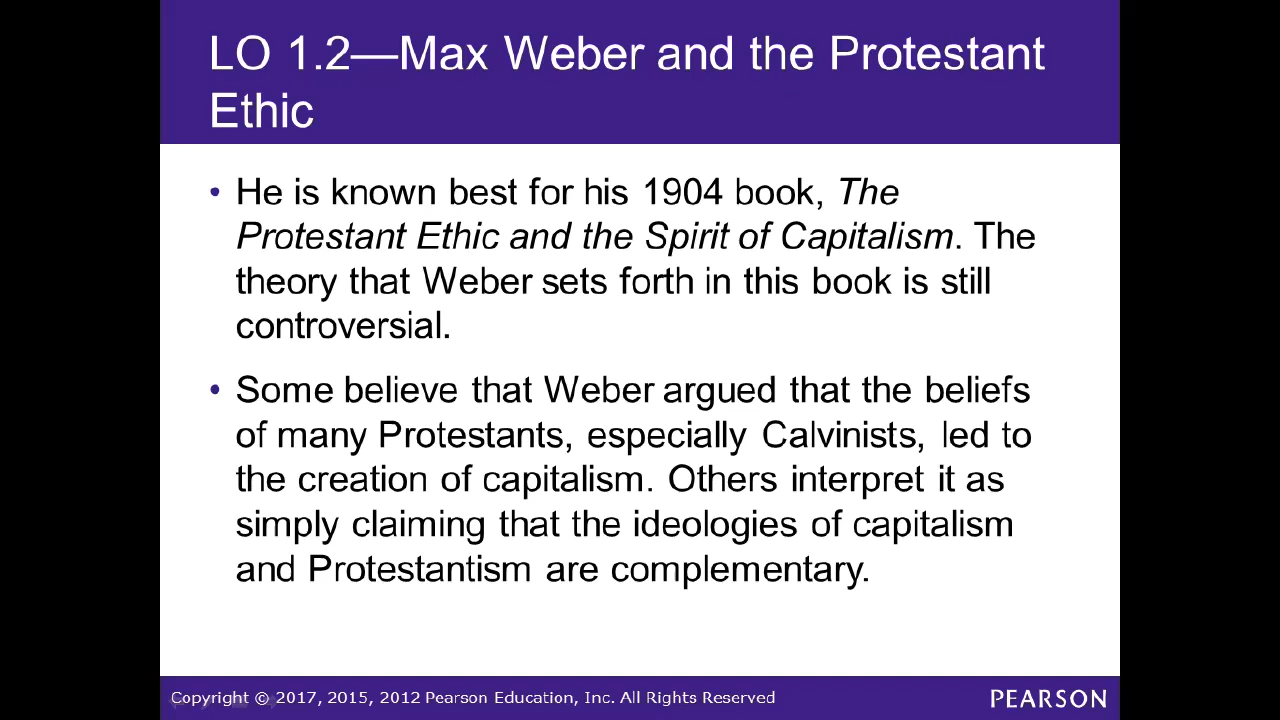 LO 1.2—Max Weber and the Protestant
Ethic
• He is known best for his 1904 book, The
Protestant Ethic and the Spirit of Capitalism. The
theory that Weber sets forth in this book is still
controversial.
• Some believe that Weber argued that the beliefs
of many Protestants, especially Calvinists, led to
the creation of capitalism. Others interpret it as
simply claiming that the ideologies of capitalism
and Protestantism are complementary.
Copyright © 2017, 2015, 2012 Pearson Education, Inc. All Rights Reserved
PEARSON